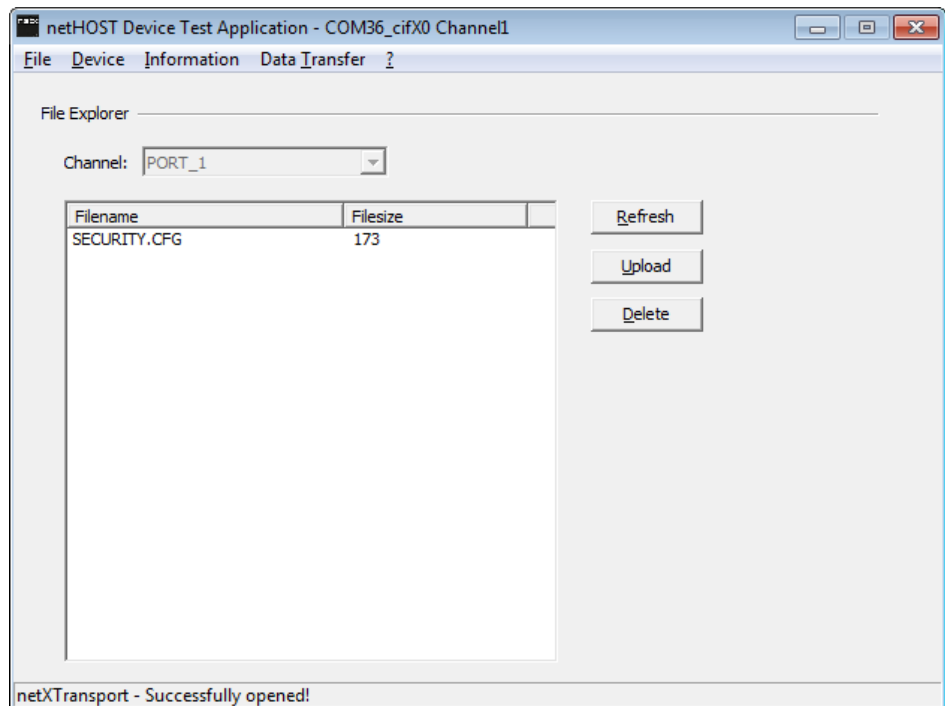 netHOST Device Test Application - COM36_cifX0 Channel1
File Device Information Data Transfer ?
File Explorer
Channel: PORT_1
Filename Filesize
SECURITY.CFG 173
Refresh
Upload
Delete
netXTransport - Successfully opened!